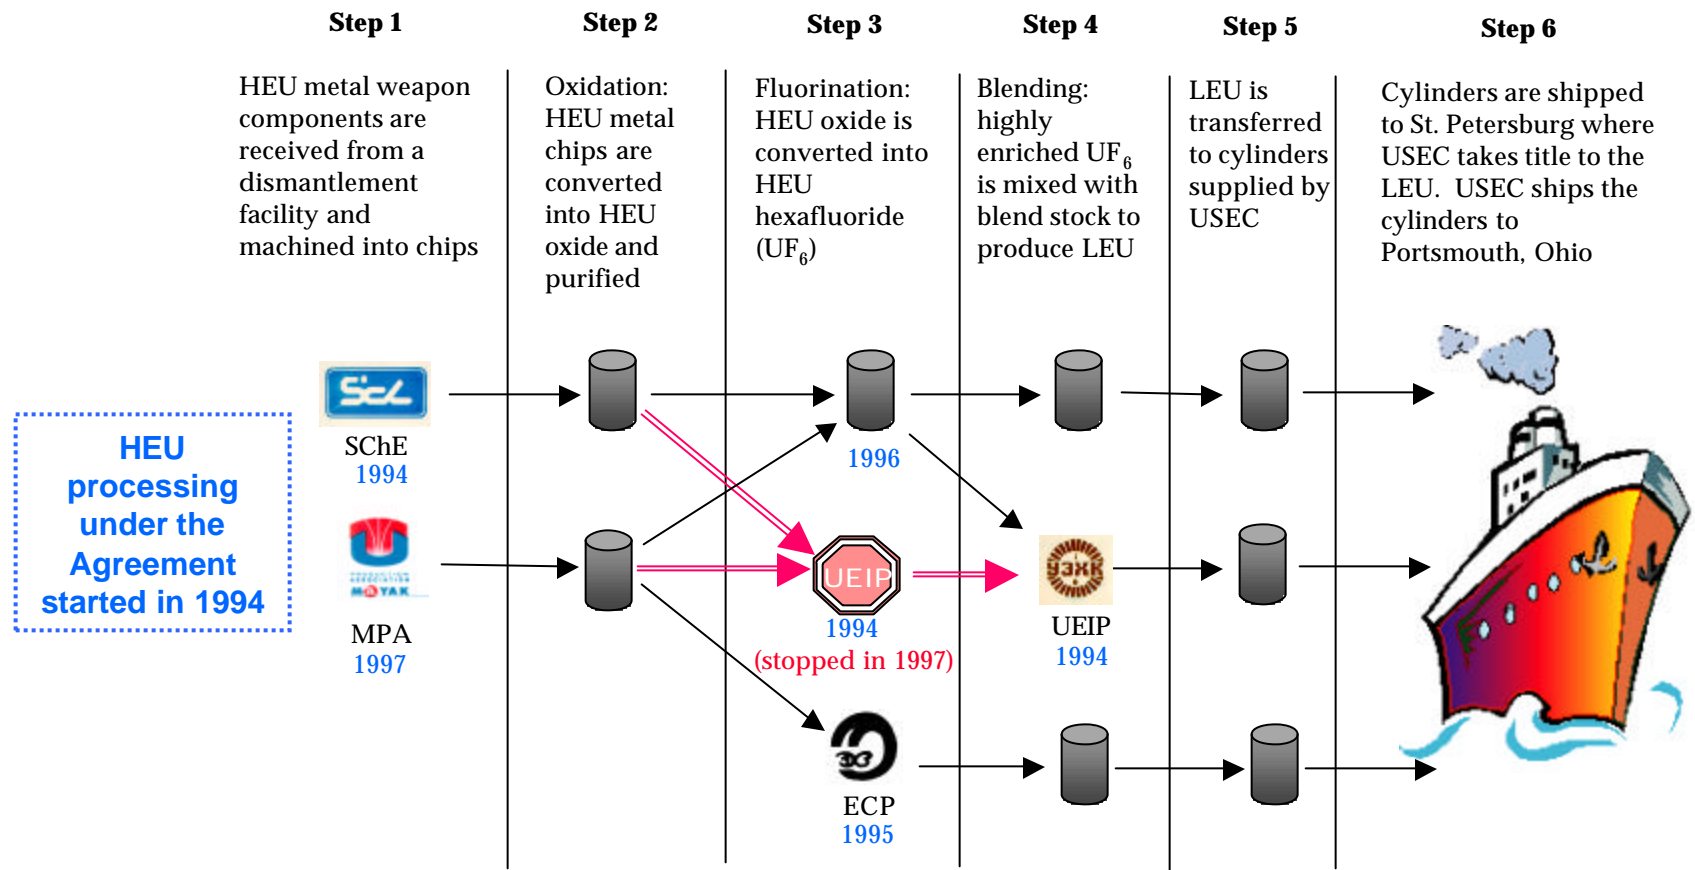 Step 1
Step 2
Step 3
Step 4
Step 5
Step 6
HEU metal weapon
components are
received from a
dismantlement
facility and
machined into chips
Oxidation:
HEU metal
chips are
converted
into HEU
oxide and
purified
Fluorination:
HEU oxide is
converted into
HEU
hexafluoride
(UF6)
Blending:
highly
enriched UF6
is mixed with
blend stock to
produce LEU
LEU is
transferred
to cylinders
supplied by
USEC
Cylinders are shipped
to St. Petersburg where
USEC takes title to the
LEU. USEC ships the
cylinders to
Portsmouth, Ohio
HEU
processing
under the
Agreement
started in 1994
SChE
1994
PRODUCTION
ASSOCIATION
MAYAK
MPA
1997
1996
UEIP
1994
(stopped in 1997)
УЭХК
UEIP
1994
ЭХЗ
ECP
1995